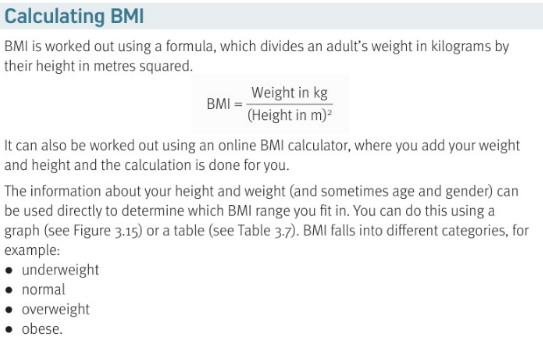 Calculating BMI
BMI is worked out using a formula, which divides an adult's weight in kilograms by
their height in metres squared.
BMI = Weight in kg
(Height in m)²
It can also be worked out using an online BMI calculator, where you add your weight
and height and the calculation is done for you.
The information about your height and weight (and sometimes age and gender) can
be used directly to determine which BMI range you fit in. You can do this using a
graph (see Figure 3.15) or a table (see Table 3.7). BMI falls into different categories, for
example:
• underweight
• normal
• overweight
• obese.